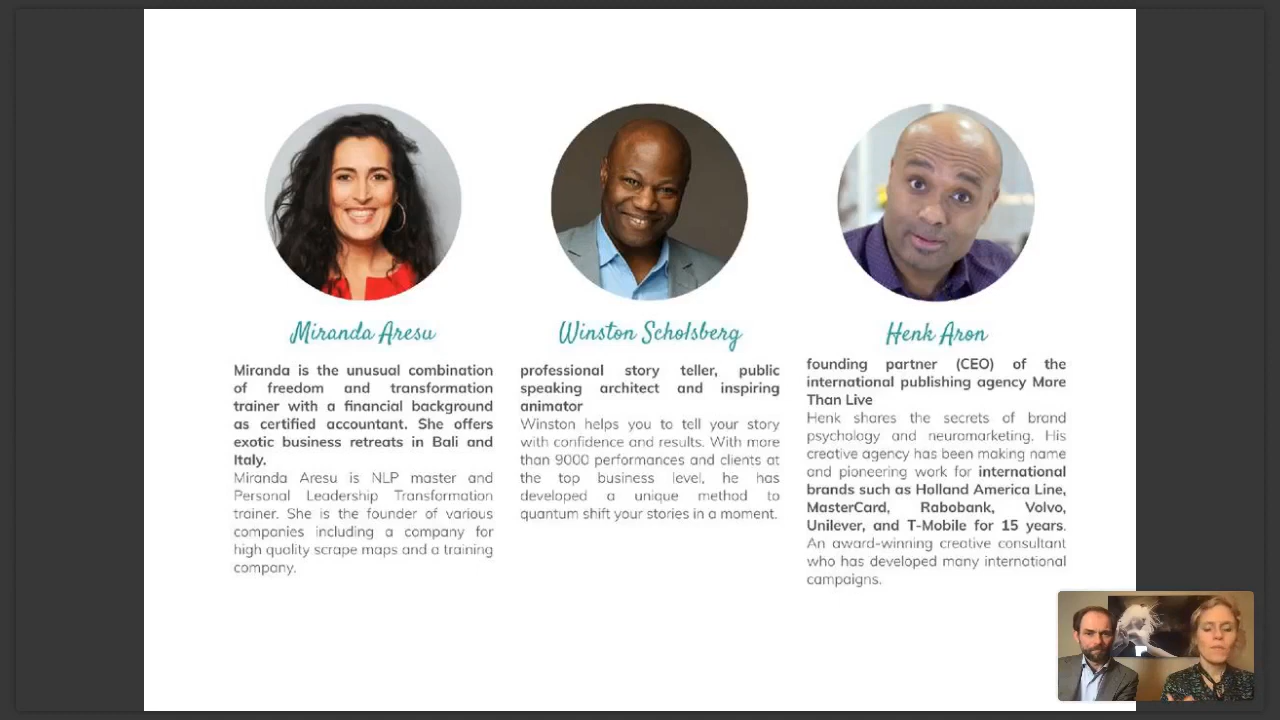 Miranda Aresu
Miranda is the unusual combination
of freedom and transformation
trainer with a financial background
as certified accountant. She offers
exotic business retreats in Bali and
Italy.
Miranda Aresu is NLP master and
Personal Leadership Transformation
trainer. She is the founder of various
companies including a company for
high quality scrape maps and a training
company.
Winston Scholsberg
professional story teller, public
speaking architect and inspiring
animator
Winston helps you to tell your story
with confidence and results. With more
than 9000 performances and clients at
the top business level, he has
developed a unique method to
quantum shift your stories in a moment.
Henk Aron
founding partner (CEO) of the
international publishing agency More
Than Live
Henk shares the secrets of brand
psychology and neuromarketing. His
creative agency has been making name
and pioneering work for international
brands such as Holland America Line,
MasterCard, Rabobank, Volvo,
Unilever, and T-Mobile for 15 years.
An award-winning creative consultant
who has developed many international
campaigns.